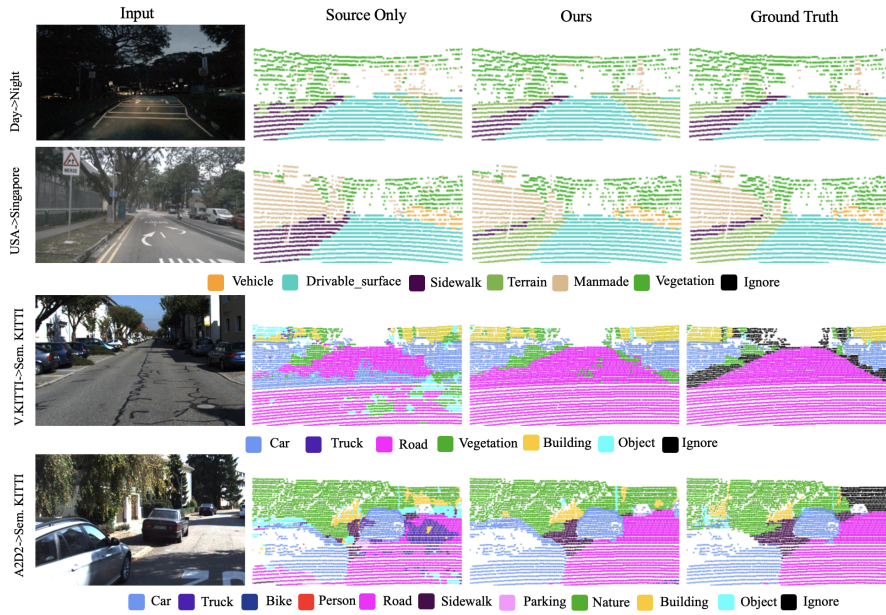 Input Source Only Ours Ground Truth
Day->Night
USA->Singapore
MERGE
Vehicle Drivable_surface Sidewalk Terrain Manmade Vegetation Ignore
V.KITTI->Sem. KITTI
Car Truck Road Vegetation Building Object Ignore
A2D2->Sem. KITTI
Car Truck Bike Person Road Sidewalk Parking Nature Building Object Ignore